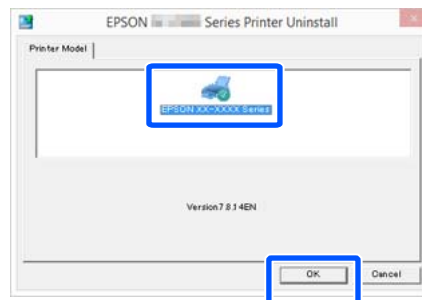 EPSON Series Printer Uninstall
Printer Model
EPSON XX-XXXX Series
Version7.8.14EN
OK Cancel